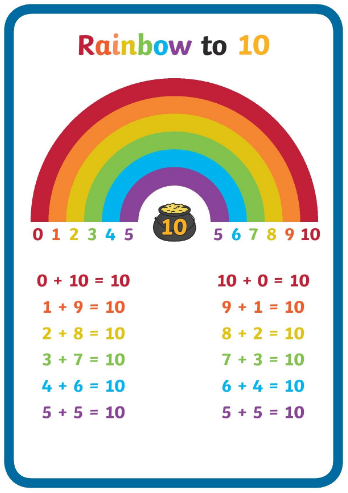 Rainbow to 10
10
0 1 2 3 4 5 5 6 7 8 9 10
0 + 10 = 10
1 + 9 = 10
2 + 8 = 10
3 + 7 = 10
4 + 6 = 10
5 + 5 = 10
10 + 0 = 10
9 + 1 = 10
8 + 2 = 10
7 + 3 = 10
6 + 4 = 10
5 + 5 = 10